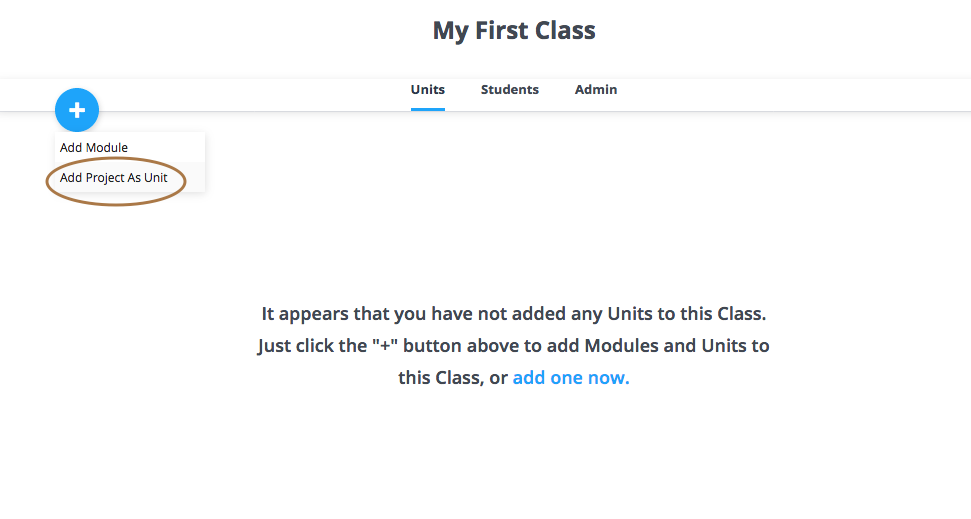 My First Class
Units Students Admin
+
Add Module
Add Project As Unit
It appears that you have not added any Units to this Class.
Just click the "+" button above to add Modules and Units to
this Class, or add one now.